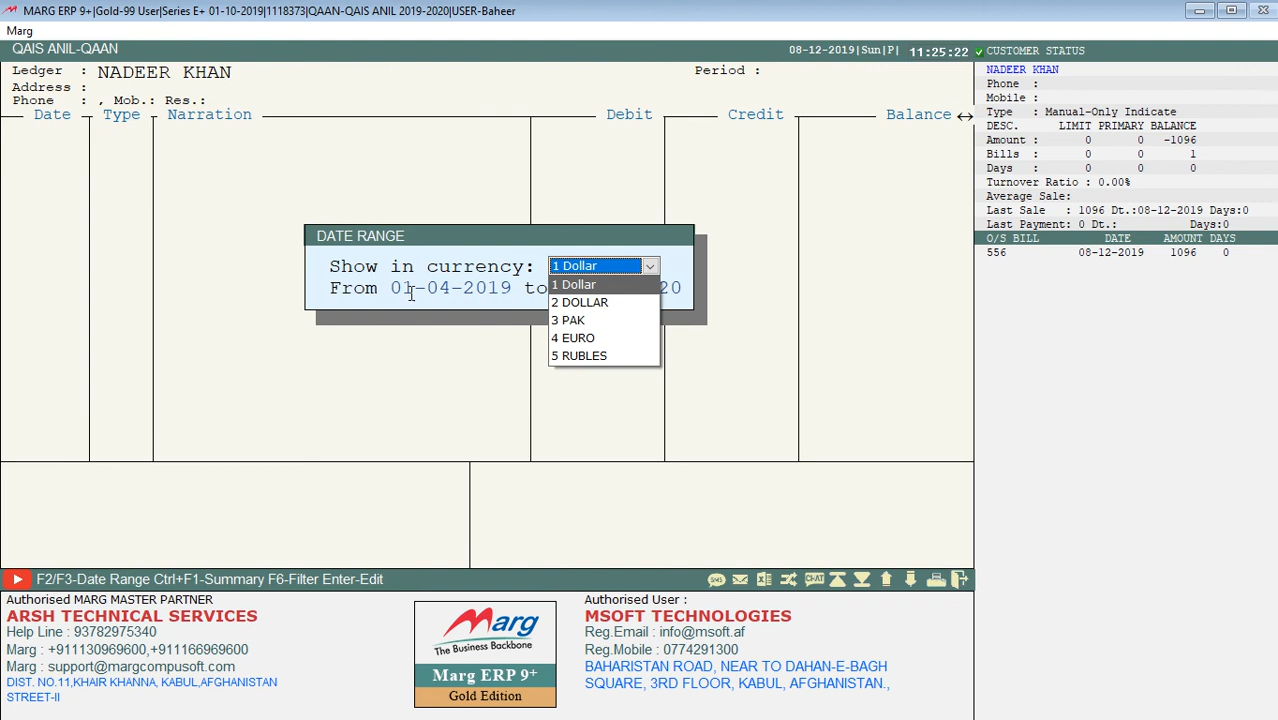 MARG ERP 9+|Gold-99 User|Series E+ 01-10-2019|1118373|QAAN-QAIS ANIL 2019-2020|USER-Baheer
Marg
QAIS ANIL-QAAN
08-12-2019|Sun|P| 11:25:22
CUSTOMER STATUS
Ledger : NADEER KHAN
Period :
Address :
Phone : , Mob.: Res.:
Date Type Narration Debit Credit Balance
NADEER KHAN
Phone :
Mobile :
Type : Manual-Only Indicate
DESC. LIMIT PRIMARY BALANCE
Amount : 0 0 -1096
Bills : 0 0 1
Days : 0 0 0
Turnover Ratio : 0.00%
Average Sale:
Last Sale : 1096 Dt.:08-12-2019 Days:0
Last Payment: 0 Dt.: Days:0
O/S BILL DATE AMOUNT DAYS
556 08-12-2019 1096 0
DATE RANGE
Show in currency: 1 Dollar
From 01-04-2019 to 20
1 Dollar
2 DOLLAR
3 PAK
4 EURO
5 RUBLES
F2/F3-Date Range Ctrl+F1-Summary F6-Filter Enter-Edit
SMS
CHAT
Authorised MARG MASTER PARTNER
ARSH TECHNICAL SERVICES
Help Line : 93782975340
Marg : +911130969600,+911166969600
Marg : support@margcompusoft.com
DIST. NO.11,KHAIR KHANNA, KABUL,AFGHANISTAN
STREET-II
Marg
The Business Backbone
Marg ERP 9+
Gold Edition
Authorised User :
MSOFT TECHNOLOGIES
Reg.Email : info@msoft.af
Reg.Mobile : 0774291300
BAHARISTAN ROAD, NEAR TO DAHAN-E-BAGH
SQUARE, 3RD FLOOR, KABUL, AFGHANISTAN.,